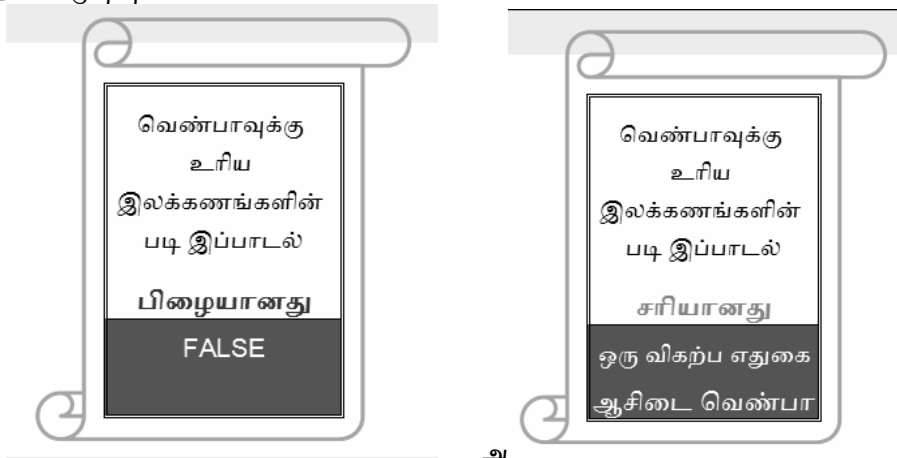 வெண்பாவுக்கு
உரிய
இலக்கணங்களின்
படி இப்பாடல்
பிழையானது
FALSE
வெண்பாவுக்கு
உரிய
இலக்கணங்களின்
படி இப்பாடல்
சரியானது
ஒரு விகற்ப எதுகை
ஆசிடை வெண்பா